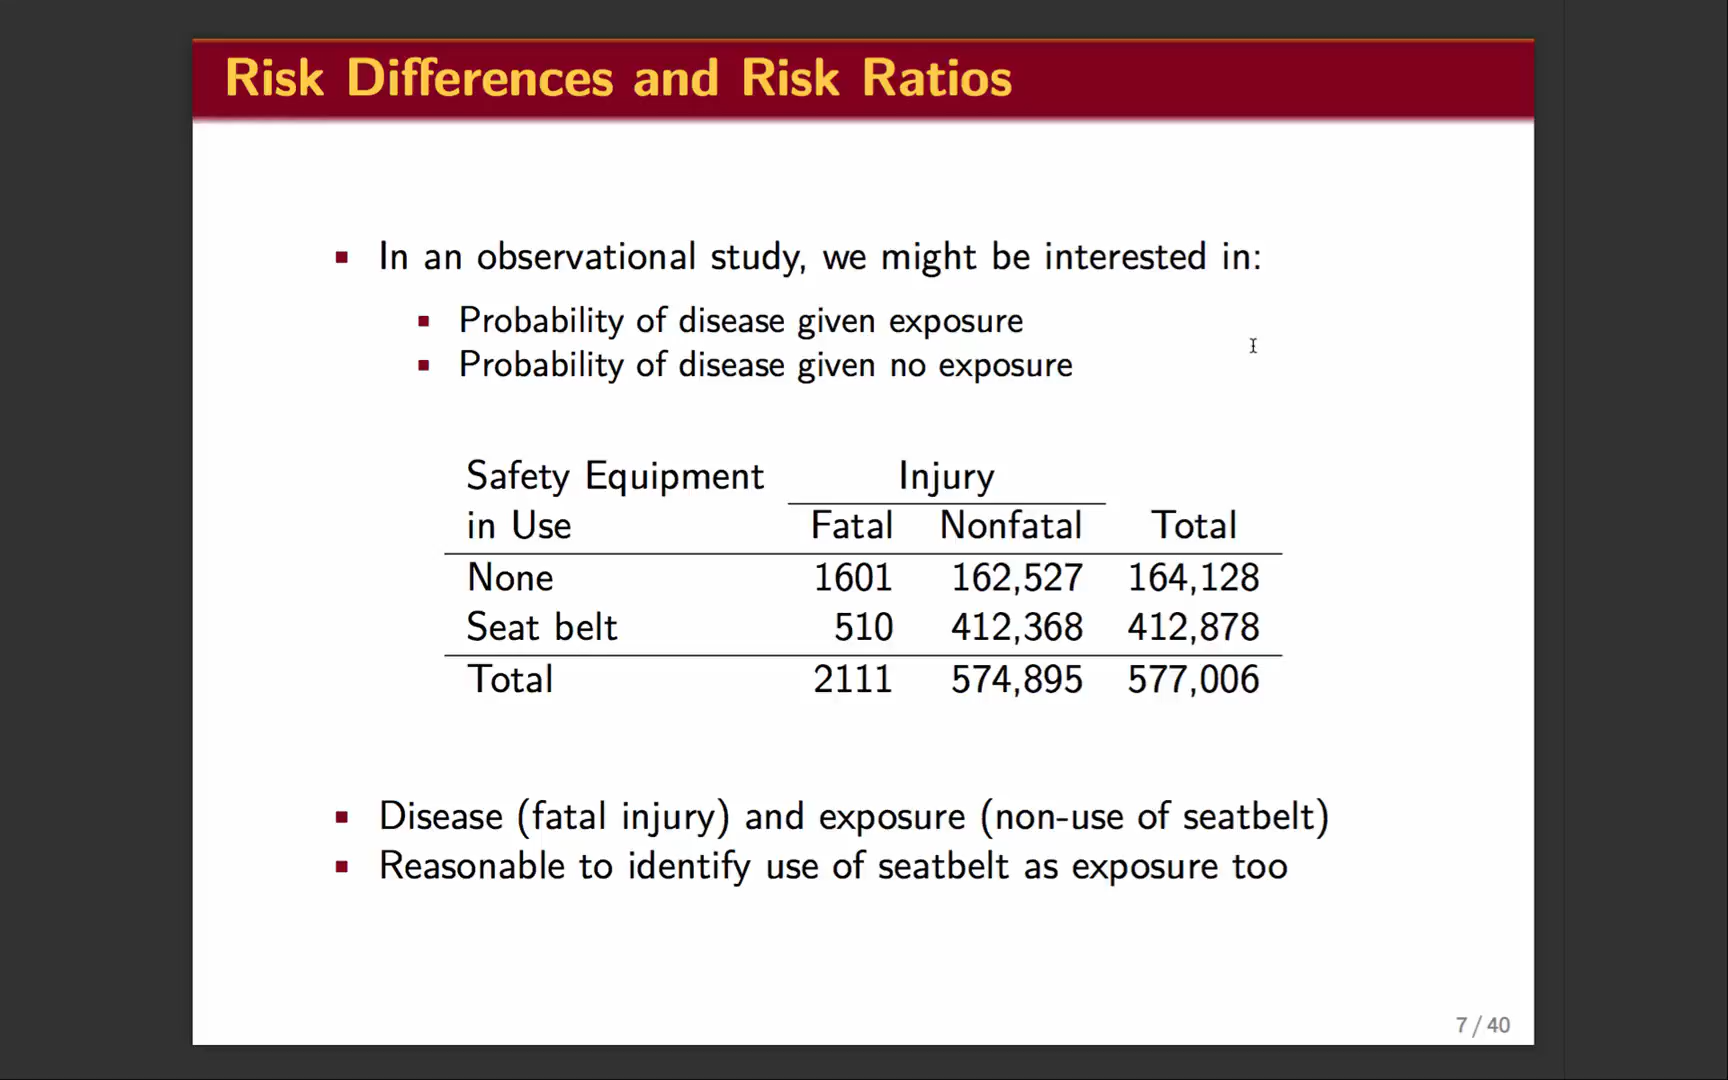 Risk Differences and Risk Ratios
In an observational study, we might be interested in:
Probability of disease given exposure
Probability of disease given no exposure
Safety Equipment Injury
in Use Fatal Nonfatal Total
None 1601 162,527 164,128
Seat belt 510 412,368 412,878
Total 2111 574,895 577,006
Disease (fatal injury) and exposure (non-use of seatbelt)
Reasonable to identify use of seatbelt as exposure too
7 / 40